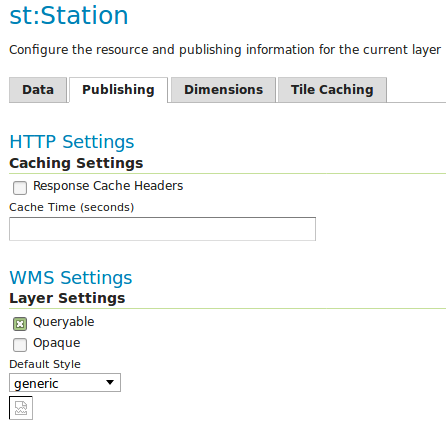 st:Station
Configure the resource and publishing information for the current layer
Data Publishing Dimensions Tile Caching
HTTP Settings
Caching Settings
Response Cache Headers
Cache Time (seconds)
WMS Settings
Layer Settings
Queryable
Opaque
Default Style
generic